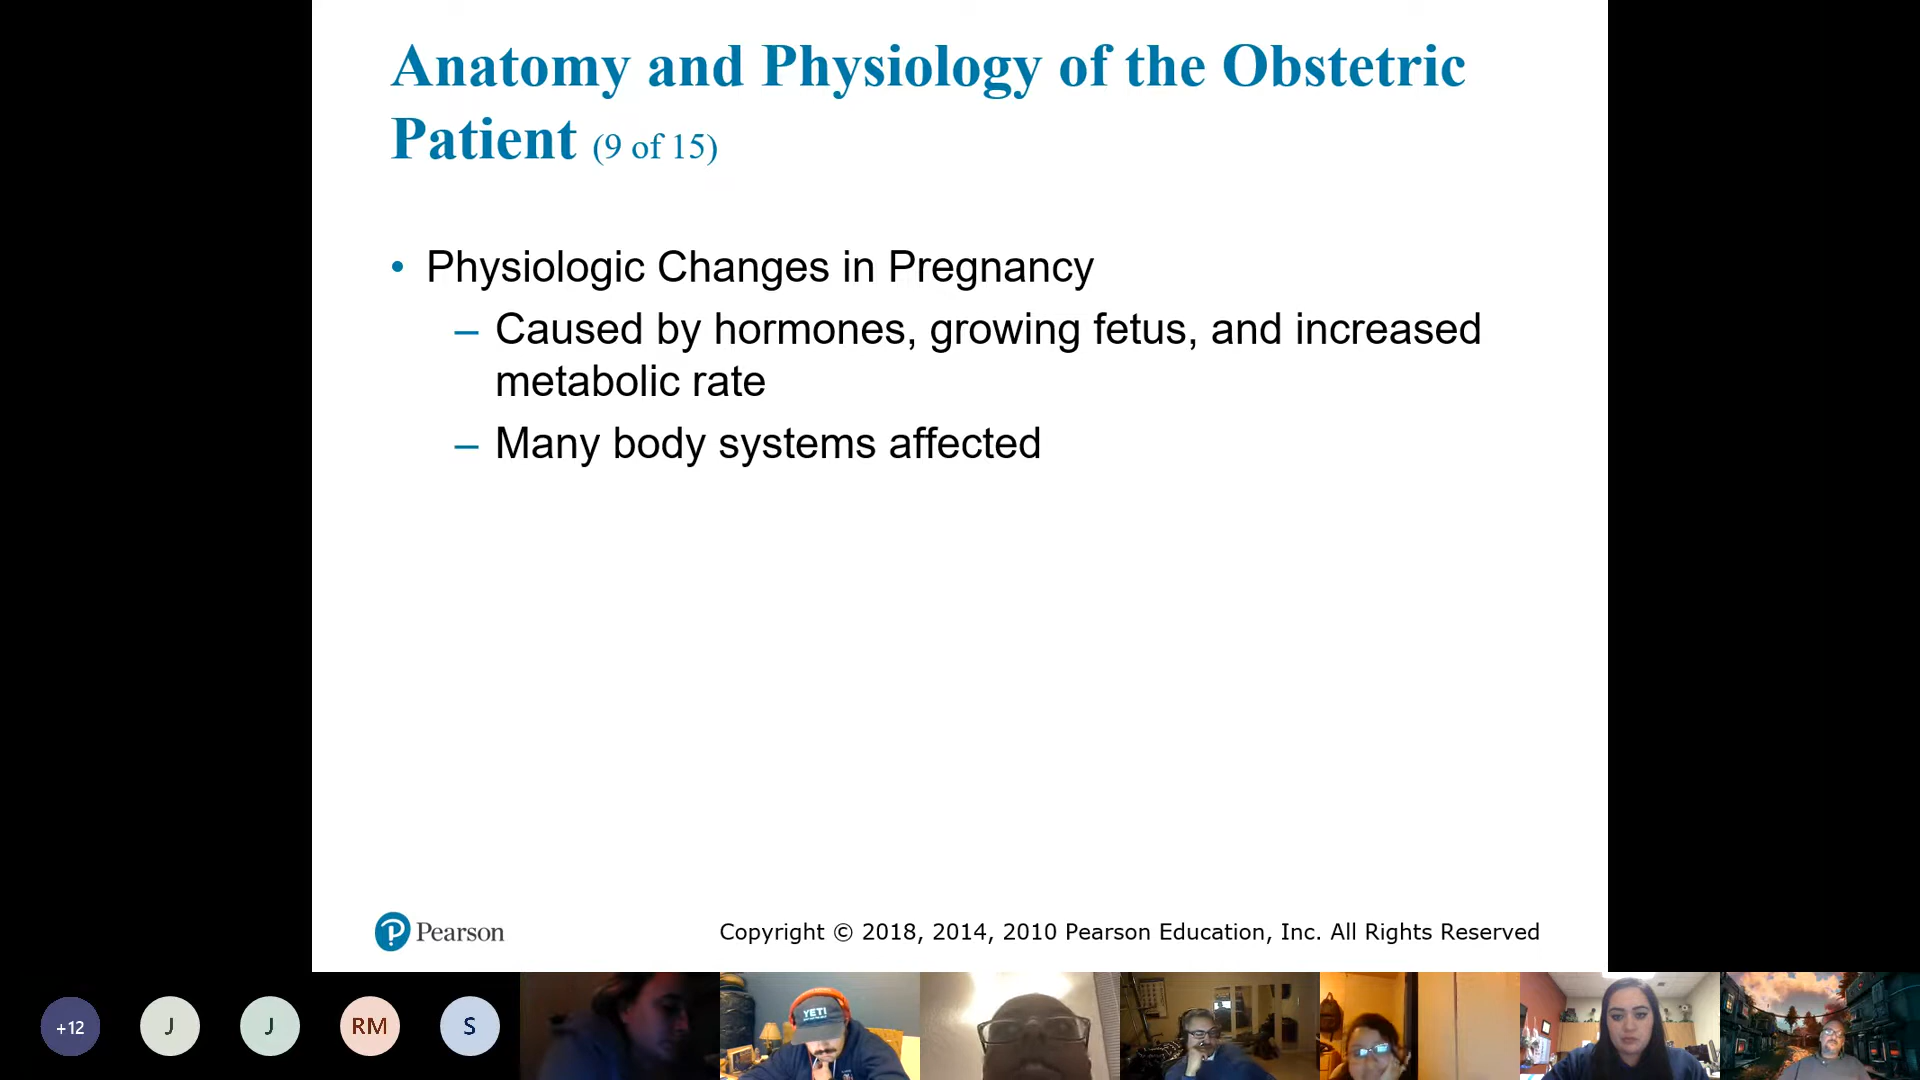 Anatomy and Physiology of the Obstetric
Patient (9 of 15)
• Physiologic Changes in Pregnancy
– Caused by hormones, growing fetus, and increased
metabolic rate
– Many body systems affected
Pearson
Copyright © 2018, 2014, 2010 Pearson Education, Inc. All Rights Reserved
+12
J
J
RM
S
YETI